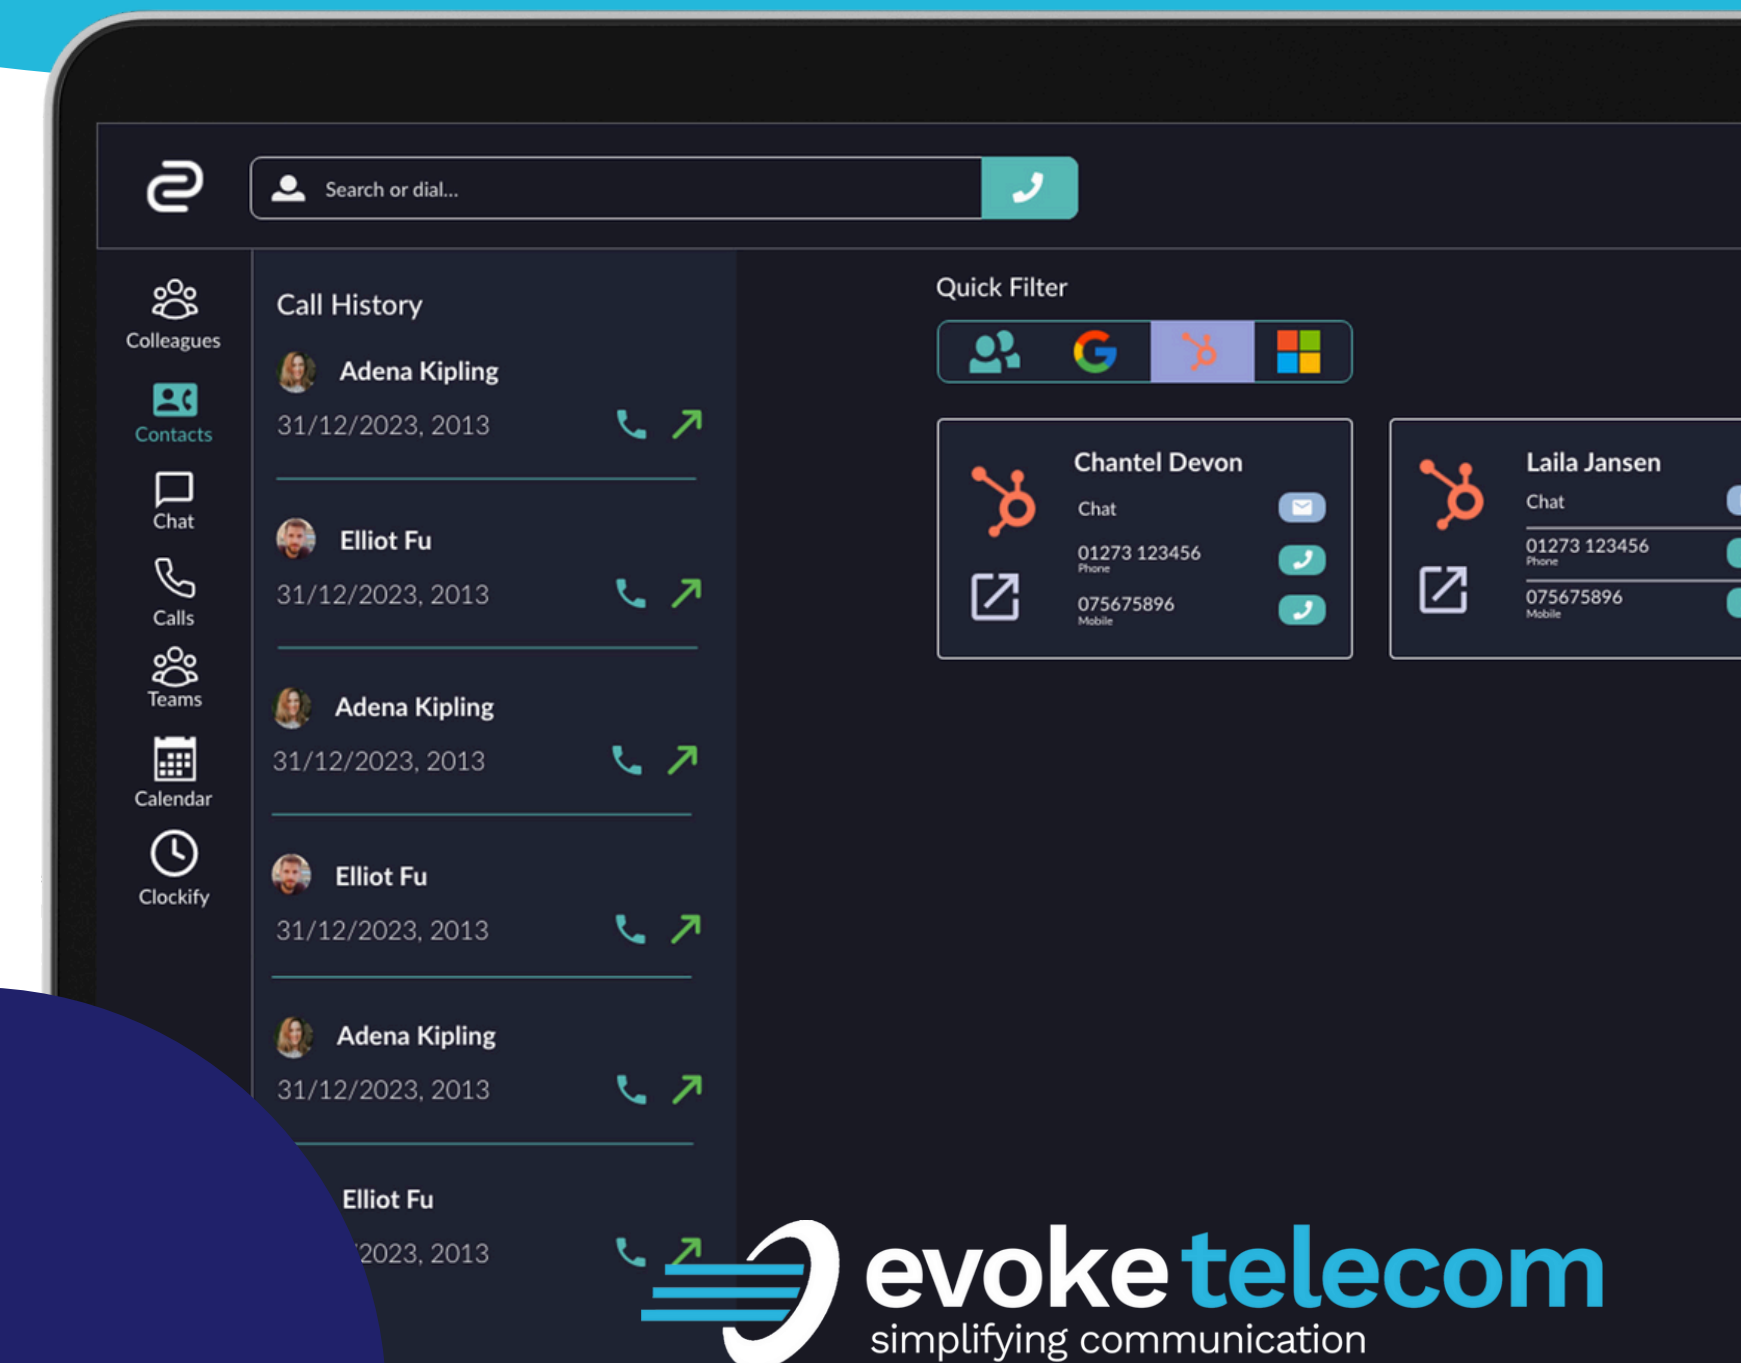 Search or dial...
Colleagues
Contacts
Chat
Calls
Teams
Calendar
Clockify
Call History
Adena Kipling
31/12/2023, 2013
Elliot Fu
31/12/2023, 2013
Adena Kipling
31/12/2023, 2013
Elliot Fu
31/12/2023, 2013
Adena Kipling
31/12/2023, 2013
Elliot Fu
2023, 2013
Quick Filter
Chantel Devon
Chat
01273 123456
Phone
075675896
Mobile
Laila Jansen
Chat
01273 123456
Phone
075675896
Mobile
evoke telecom
simplifying communication